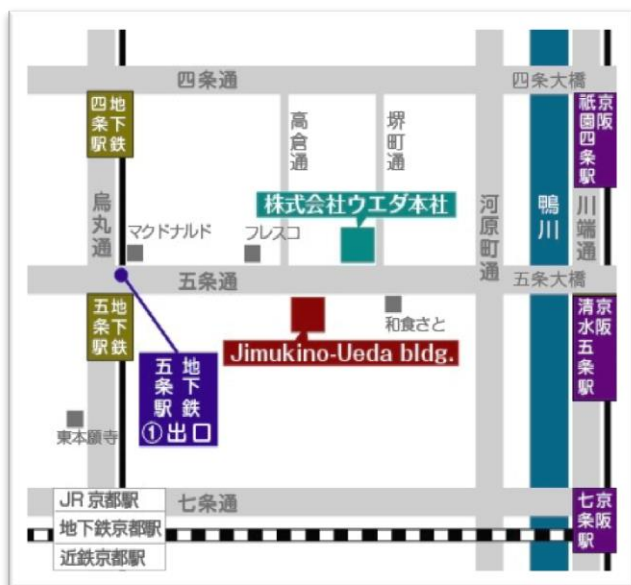 四条通
四条大橋
地下鉄
四条駅
京阪
祇園四条駅
高倉通
堺町通
烏丸通
株式会社ウエダ本社
河原町通
鴨川
川端通
マクドナルド
フレスコ
五条通
五条大橋
地下鉄
五条駅
京阪
清水五条駅
和食さと
Jimukino-Ueda bldg.
地下鉄
五条駅
①出口
東本願寺
JR京都駅
七条通
京阪
七条駅
地下鉄京都駅
近鉄京都駅